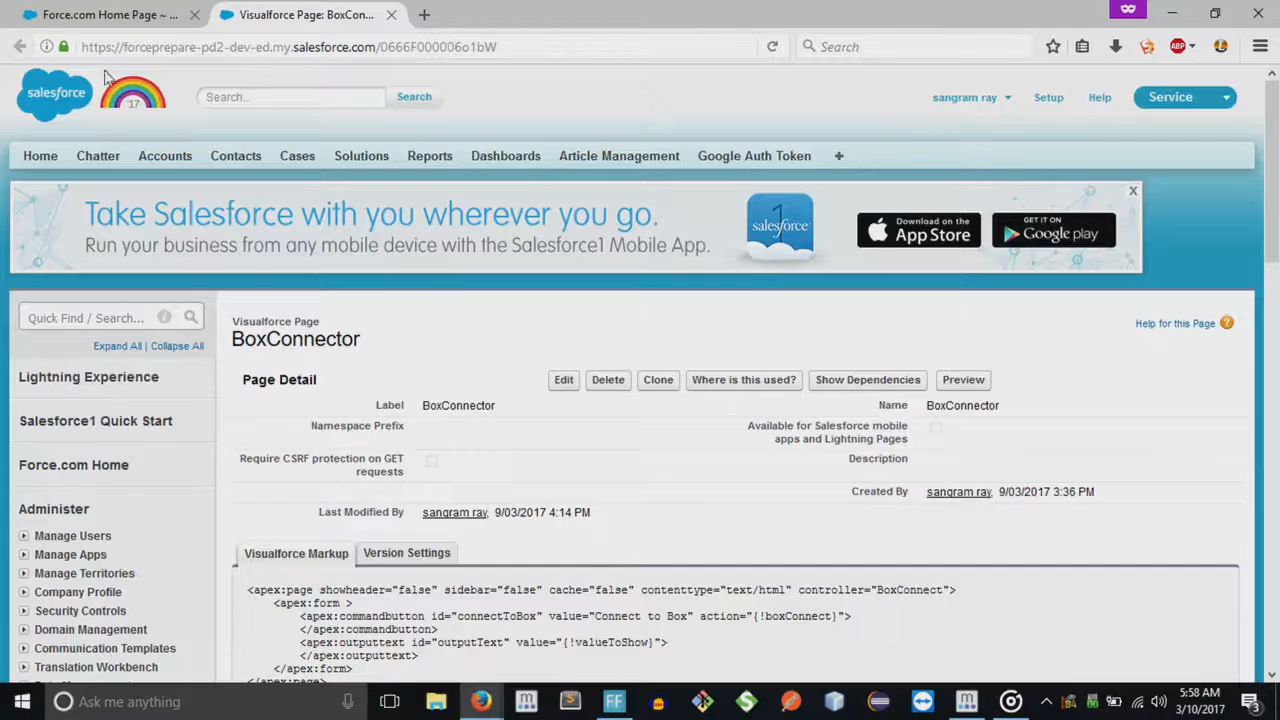 Force.com Home Page ~ ...
Visualforce Page: BoxCon...
https://forceprepare-pd2-dev-ed.my.salesforce.com/0666F000006o1bW
Search
ABP
salesforce
'17
Search...
Search
sangram ray
Setup
Help
Service
Home
Chatter
Accounts
Contacts
Cases
Solutions
Reports
Dashboards
Article Management
Google Auth Token
+
Take Salesforce with you wherever you go.
Run your business from any mobile device with the Salesforce1 Mobile App.
1
salesforce
Download on the
App Store
GET IT ON
Google play
X
Quick Find / Search...
Expand All | Collapse All
Lightning Experience
Salesforce1 Quick Start
Force.com Home
Administer
Manage Users
Manage Apps
Manage Territories
Company Profile
Security Controls
Domain Management
Communication Templates
Translation Workbench
Visualforce Page
BoxConnector
Help for this Page
Page Detail
Edit
Delete
Clone
Where is this used?
Show Dependencies
Preview
Label
BoxConnector
Name
BoxConnector
Namespace Prefix
Available for Salesforce mobile
apps and Lightning Pages
Require CSRF protection on GET
requests
Description
Created By
sangram ray, 9/03/2017 3:36 PM
Last Modified By
sangram ray, 9/03/2017 4:14 PM
Visualforce Markup
Version Settings
<apex:page showheader="false" sidebar="false" cache="false" contenttype="text/html" controller="BoxConnect">
<apex:form >
<apex:commandbutton id="connectToBox" value="Connect to Box" action="{!boxConnect}">
</apex:commandbutton>
<apex:outputtext id="outputText" value="{!valueToShow}">
</apex:outputtext>
</apex:form>
</apex:page>
Ask me anything
FF
5:58 AM
3/10/2017
3